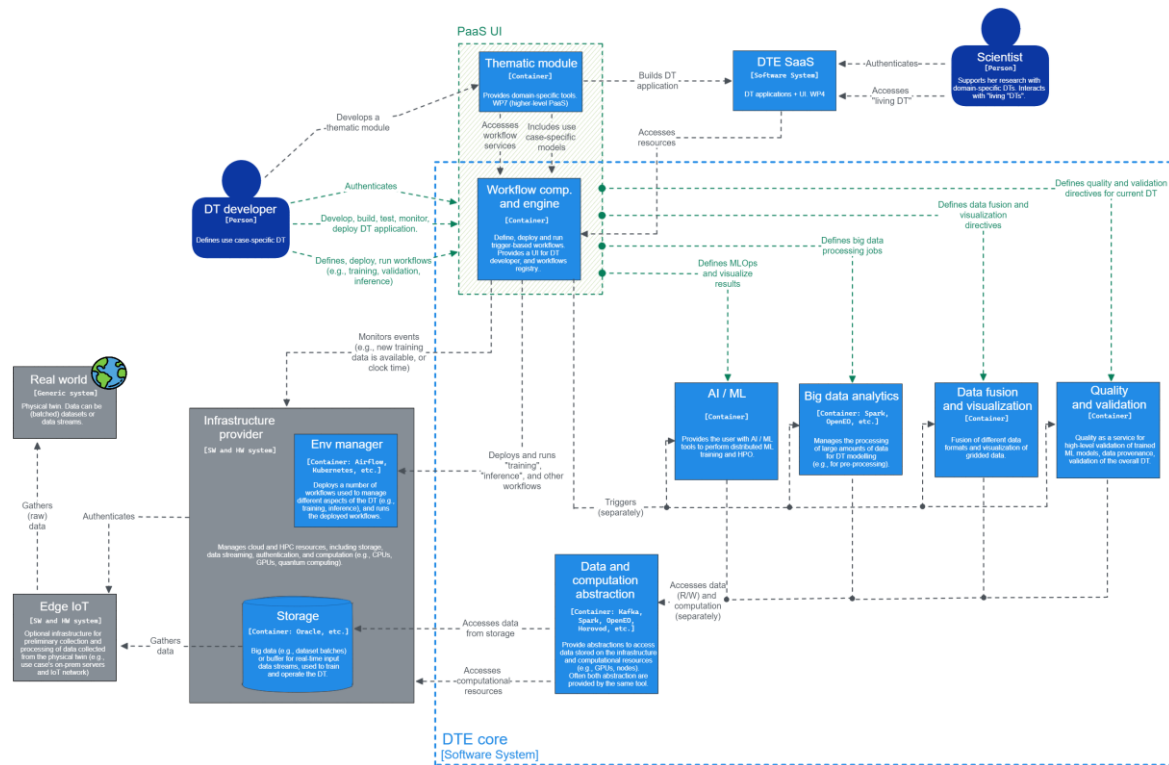 PaaS UI
Thematic module
[Container]
Provides domain-specific tools.
WP7 (higher-level PaaS)
Builds DT
application
DTE SaaS
[Software System]
DT applications + UI. WP4
Authenticates
Accesses
"living DT"
Scientist
[Person]
Supports her research with
domain-specific DTs. Interacts
with "living "DTs".
Develops a
-thematic module
Accesses
workflow
services
Includes use
case-specific
models
Accesses
resources
DT developer
[Person]
Defines use case-specific DT
Authenticates
Develop, build, test, monitor,
deploy DT application.
Defines, deploy, run workflows
(e.g., training, validation,
inference)
Workflow comp.
and engine
[Container]
Define, deploy and run
trigger-based workflows.
Provides a UI for DT
developer, and workflows
registry.
Defines quality and validation
directives for current DT
Defines data fusion and
visualization
directives
Defines big data
processing jobs
Defines MLOps
and visualize
results
Monitors events
(e.g., new training
data is available, or
clock time)
Real world
[Generic system]
Physical twin. Data can be
(batched) datasets or
data streams.
Infrastructure
provider
[SW and HW system]
Env manager
[Container: Airflow,
Kubernetes, etc.]
Deploys a number of
workflows used to manage
different aspects of the DT (e.g.,
training, inference), and runs
the deployed workflows.
Deploys and runs
"training",
"inference", and other
workflows
AI / ML
[Container]
Provides the user with AI / ML
tools to perform distributed ML
training and HPO.
Big data analytics
[Container: Spark,
OpenEO, etc.]
Manages the processing
of large amounts of data
for DT modelling
(e.g., for pre-processing).
Data fusion
and visualization
[Container]
Fusion of different data
formats and visualization of
gridded data.
Quality
and validation
[Container]
Quality as a service for
high-level validation of trained
ML models, data provenance,
validation of the overall DT.
Triggers
(separately)
Gathers
(raw)
data
Authenticates
Manages cloud and HPC resources, including storage,
data streaming, authentication, and computation (e.g., CPUs,
GPUs, quantum computing).
Edge IoT
[SW and HW system]
Optional infrastructure for
preliminary collection and
processing of data collected
from the physical twin (e.g.,
use case's on-prem servers
and IoT network)
Gathers
data
Storage
[Container: Oracle, etc.]
Big data (e.g., dataset batches)
or buffer for real-time input
data streams, used to train
and operate the DT.
Accesses data
from storage
Accesses
computational
resources
Data and
computation
abstraction
[Container: Kafka,
Spark, OpenEO,
Horovod, etc.]
Provide abstractions to access
data stored on the infrastructure
and computational resources
(e.g., GPUs, nodes).
Often both abstraction are
provided by the same tool.
Accesses data
(R/W) and
computation
(separately)
DTE core
[Software System]